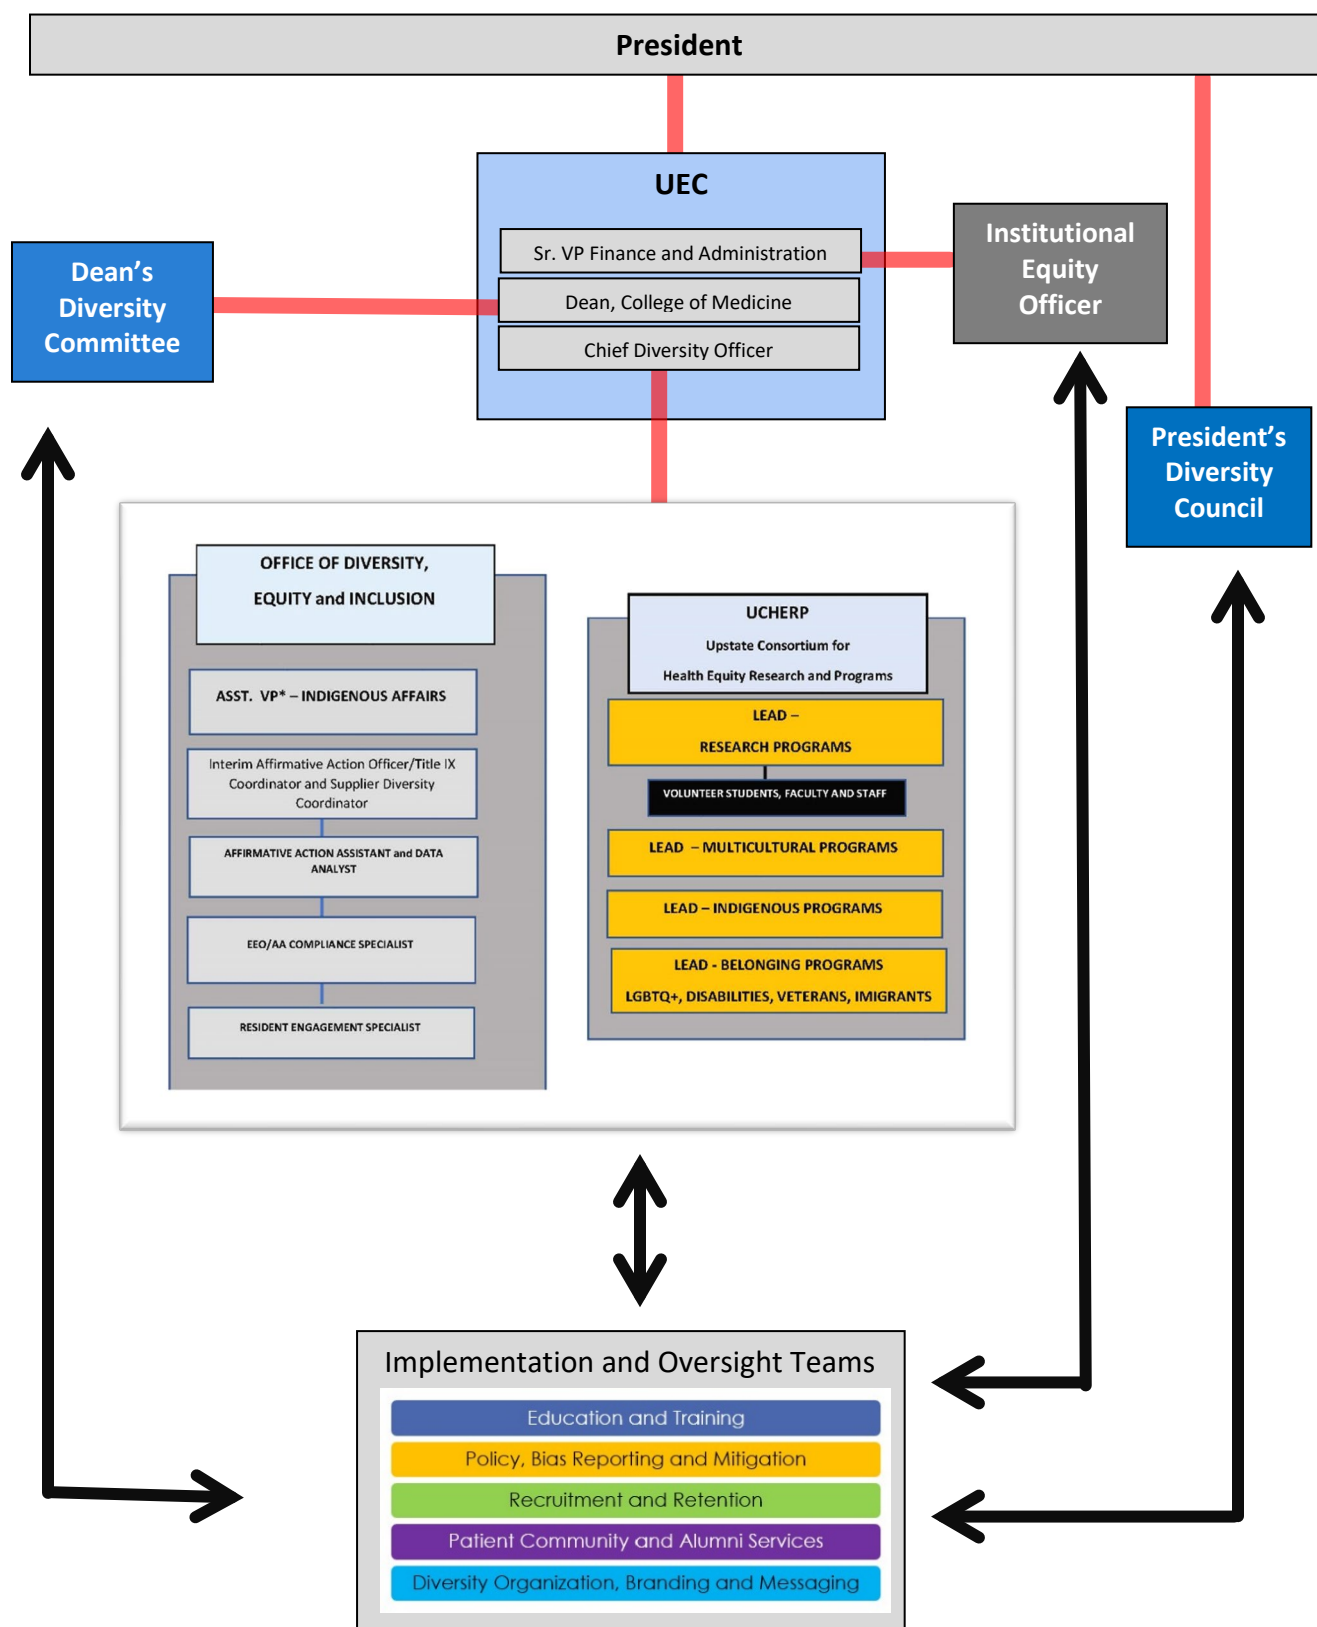 President
UEC
Sr. VP Finance and Administration
Dean, College of Medicine
Chief Diversity Officer
Institutional
Equity
Officer
Dean’s
Diversity
Committee
President’s
Diversity
Council
OFFICE OF DIVERSITY,
EQUITY and INCLUSION
ASST. VP* – INDIGENOUS AFFAIRS
Interim Affirmative Action Officer/Title IX
Coordinator and Supplier Diversity
Coordinator
AFFIRMATIVE ACTION ASSISTANT and DATA
ANALYST
EEO/AA COMPLIANCE SPECIALIST
RESIDENT ENGAGEMENT SPECIALIST
UCHERP
Upstate Consortium for
Health Equity Research and Programs
LEAD –
RESEARCH PROGRAMS
VOLUNTEER STUDENTS, FACULTY AND STAFF
LEAD – MULTICULTURAL PROGRAMS
LEAD – INDIGENOUS PROGRAMS
LEAD - BELONGING PROGRAMS
LGBTQ+, DISABILITIES, VETERANS, IMIGRANTS
Implementation and Oversight Teams
Education and Training
Policy, Bias Reporting and Mitigation
Recruitment and Retention
Patient Community and Alumni Services
Diversity Organization, Branding and Messaging